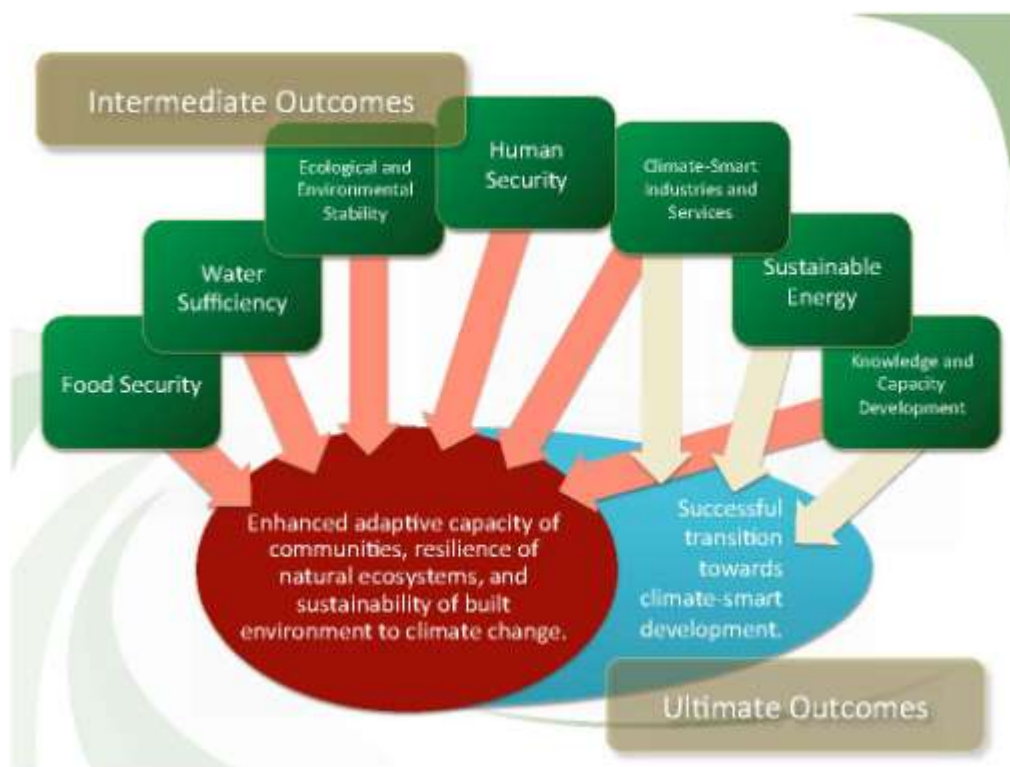 Intermediate Outcomes
Food Security
Water
Sufficiency
Ecological and
Environmental
Stability
Human
Security
Climate-Smart
Industries and
Services
Sustainable
Energy
Knowledge and
Capacity
Development
Enhanced adaptive capacity of
communities, resilience of
natural ecosystems, and
sustainability of built
environment to climate change.
Successful
transition
towards
climate-smart
development.
Ultimate Outcomes